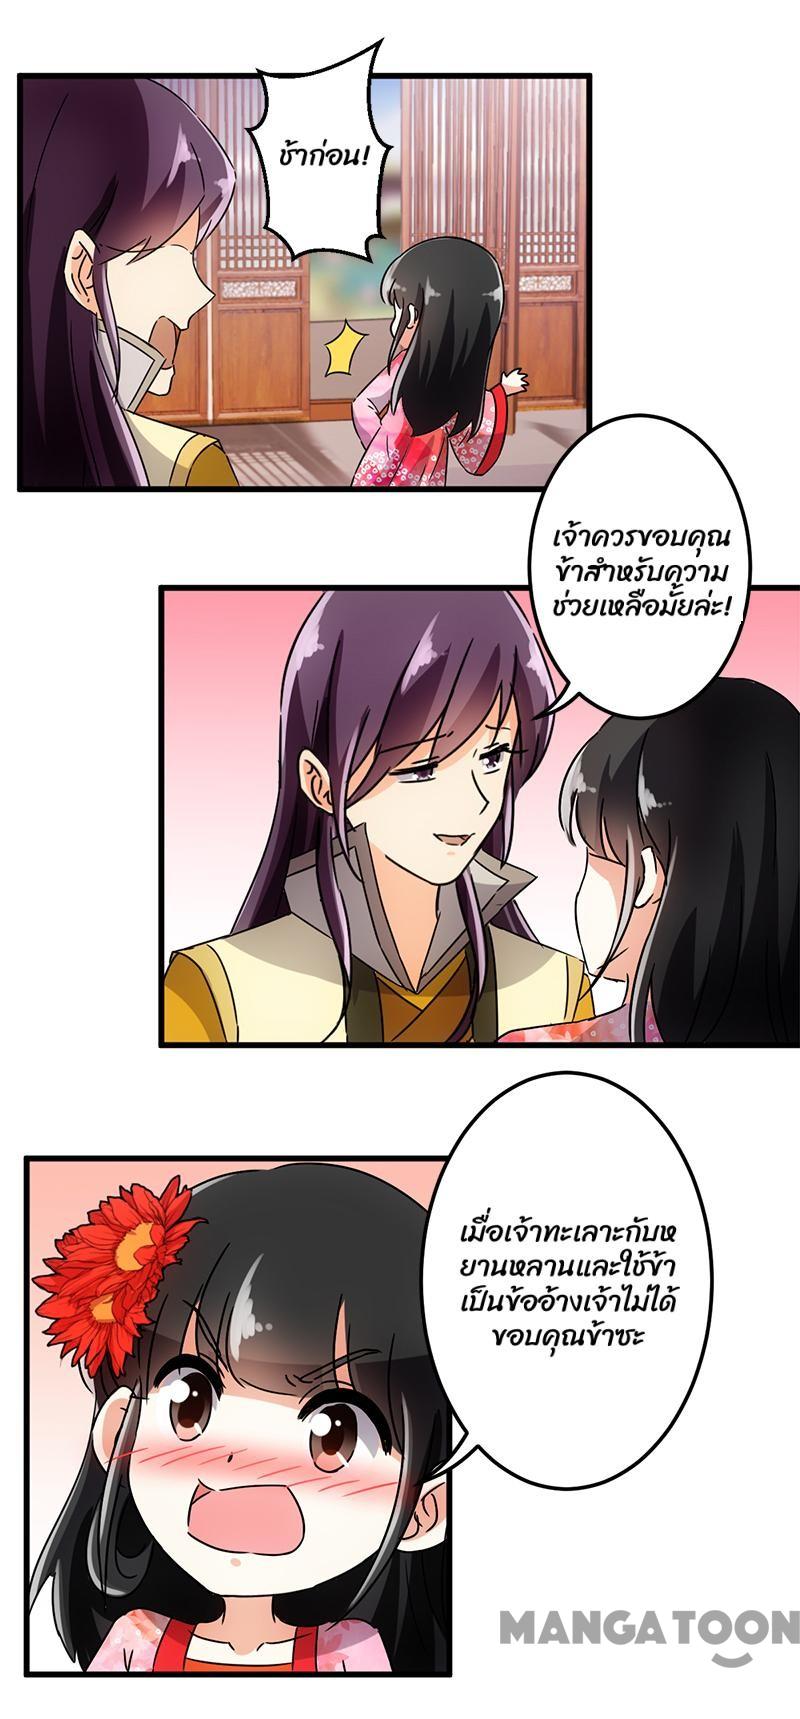 ช้าก่อน!
เจ้าควรขอบคุณ
ข้าสำหรับความ
ช่วยเหลือมั้ยล่ะ!
เมื่อเจ้าทะเลาะกับห
ยานหลานและใช้ข้า
เป็นข้ออ้างเจ้าไม่ได้
ขอบคุณข้าซะ
MANGATOON